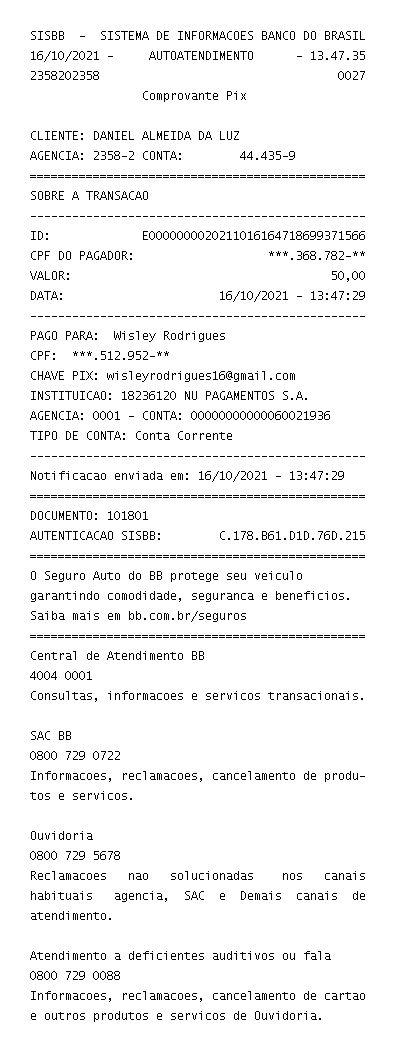 SISBB - SISTEMA DE INFORMACOES BANCO DO BRASIL
16/10/2021 - AUTOATENDIMENTO - 13.47.35
2358202358 0027
Comprovante Pix
CLIENTE: DANIEL ALMEIDA DA LUZ
AGENCIA: 2358-2 CONTA: 44.435-9
================================================
SOBRE A TRANSACAO
------------------------------------------------
ID: E00000000202110161647186993​71566
CPF DO PAGADOR: ***.368.782-**
VALOR: 50,00
DATA: 16/10/2021 - 13:47:29
------------------------------------------------
PAGO PARA: Wisley Rodrigues
CPF: ***.512.952-**
CHAVE PIX: wisleyrodrigues16@gmail.com
INSTITUICAO: 18236120 NU PAGAMENTOS S.A.
AGENCIA: 0001 - CONTA: 00000000000060021936
TIPO DE CONTA: Conta Corrente
------------------------------------------------
Notificacao enviada em: 16/10/2021 - 13:47:29
================================================
DOCUMENTO: 101801
AUTENTICACAO SISBB: C.178.B61.D1D.76D.215
================================================
O Seguro Auto do BB protege seu veiculo
garantindo comodidade, seguranca e beneficios.
Saiba mais em bb.com.br/seguros
================================================
Central de Atendimento BB
4004 0001
Consultas, informacoes e servicos transacionais.
SAC BB
0800 729 0722
Informacoes, reclamacoes, cancelamento de produ-
tos e servicos.
Ouvidoria
0800 729 5678
Reclamacoes nao solucionadas nos canais
habituais agencia, SAC e Demais canais de
atendimento.
Atendimento a deficientes auditivos ou fala
0800 729 0088
Informacoes, reclamacoes, cancelamento de cartao
e outros produtos e servicos de Ouvidoria.